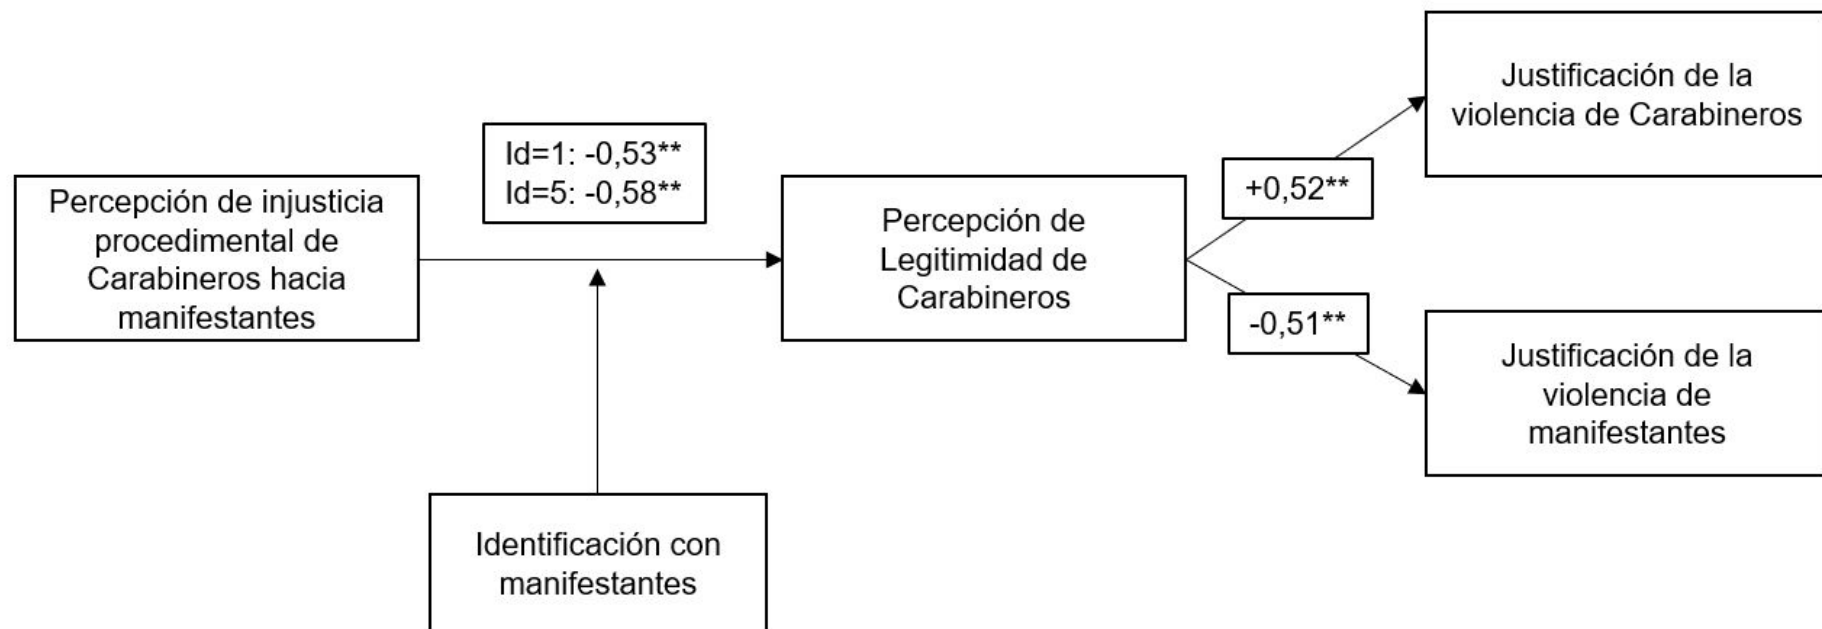 Percepción de injusticia
procedimental de
Carabineros hacia
manifestantes
Id=1: -0,53**
Id=5: -0,58**
Identificación con
manifestantes
Percepción de
Legitimidad de
Carabineros
+0,52**
-0,51**
Justificación de la
violencia de Carabineros
Justificación de la
violencia de
manifestantes